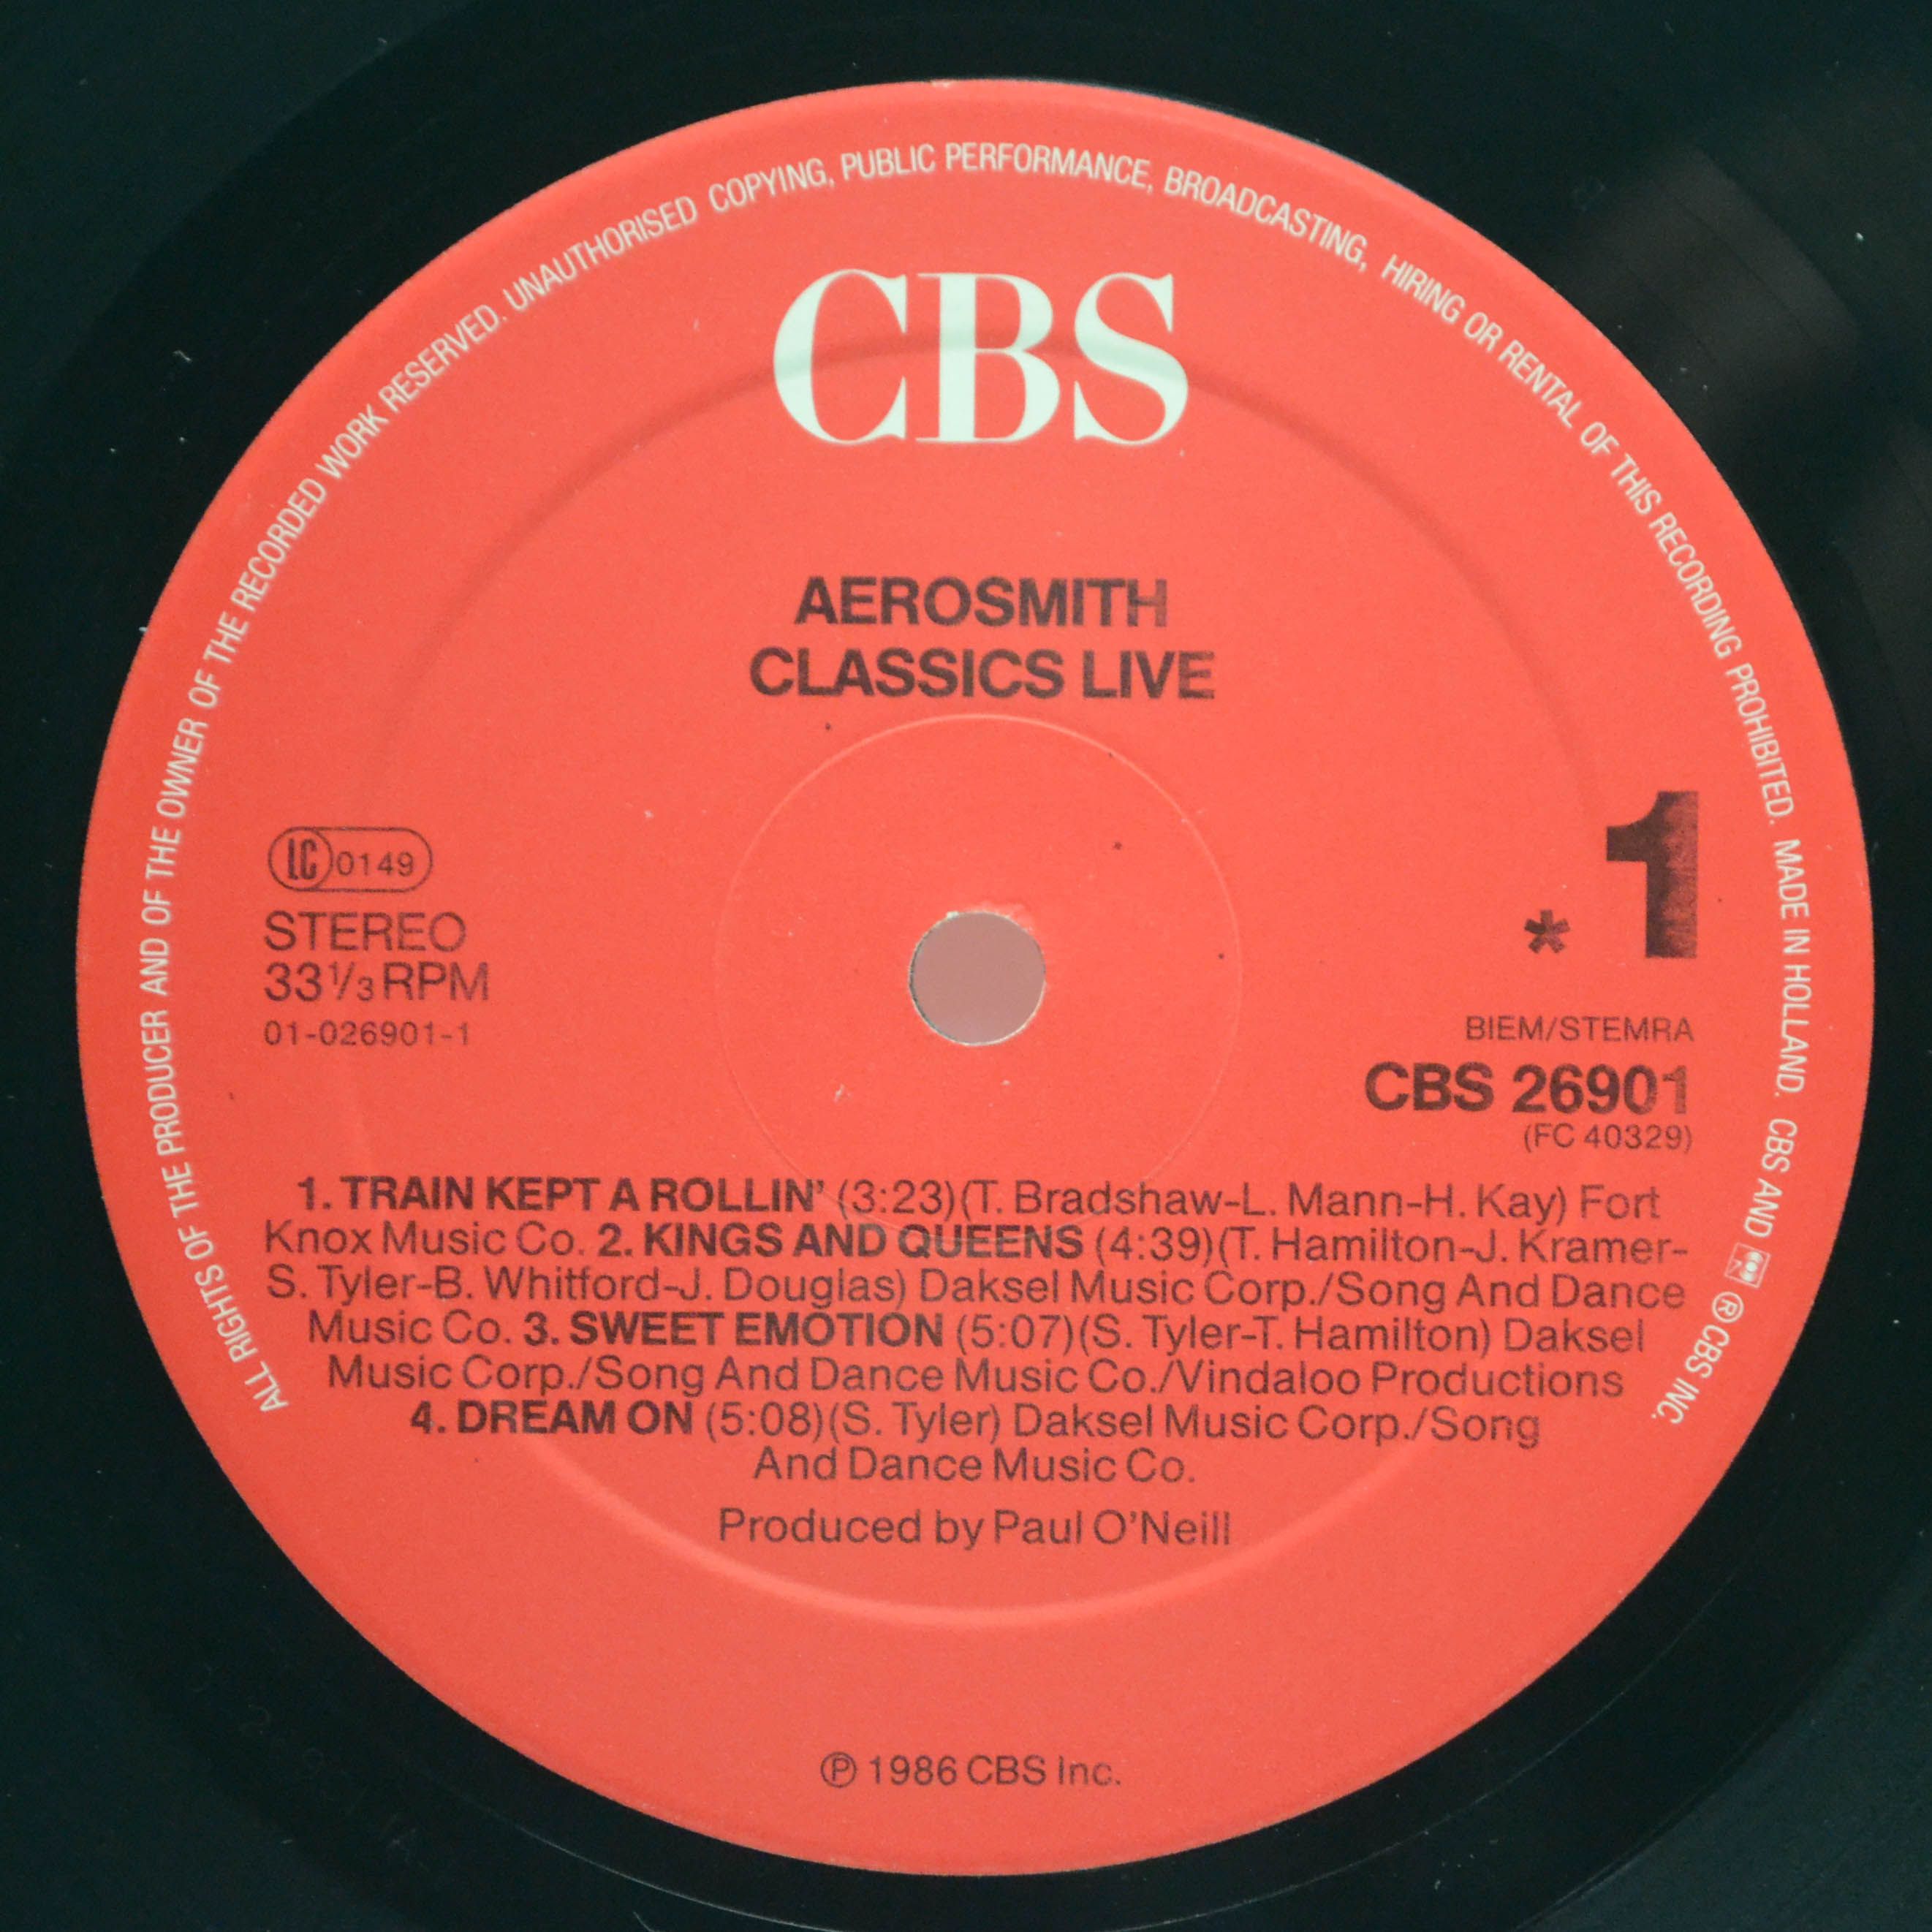 ALL RIGHTS OF THE PRODUCER AND OF THE OWNER OF THE RECORDED WORK RESERVED. UNAUTHORISED COPYING, PUBLIC PERFORMANCE, BROADCASTING, HIRING OR RENTAL OF THIS RECORDING PROHIBITED. MADE IN HOLLAND. CBS AND ® CBS INC.
CBS
AEROSMITH
CLASSICS LIVE
LC 0149
STEREO
33 1/3 RPM
01-026901-1
* 1
BIEM/STEMRA
CBS 26901
(FC 40329)
1. TRAIN KEPT A ROLLIN' (3:23)(T. Bradshaw-L. Mann-H. Kay) Fort
Knox Music Co. 2. KINGS AND QUEENS (4:39)(T. Hamilton-J. Kramer-
S. Tyler-B. Whitford-J. Douglas) Daksel Music Corp./Song And Dance
Music Co. 3. SWEET EMOTION (5:07)(S. Tyler-T. Hamilton) Daksel
Music Corp./Song And Dance Music Co./Vindaloo Productions
4. DREAM ON (5:08)(S. Tyler) Daksel Music Corp./Song
And Dance Music Co.
Produced by Paul O'Neill
℗ 1986 CBS Inc.